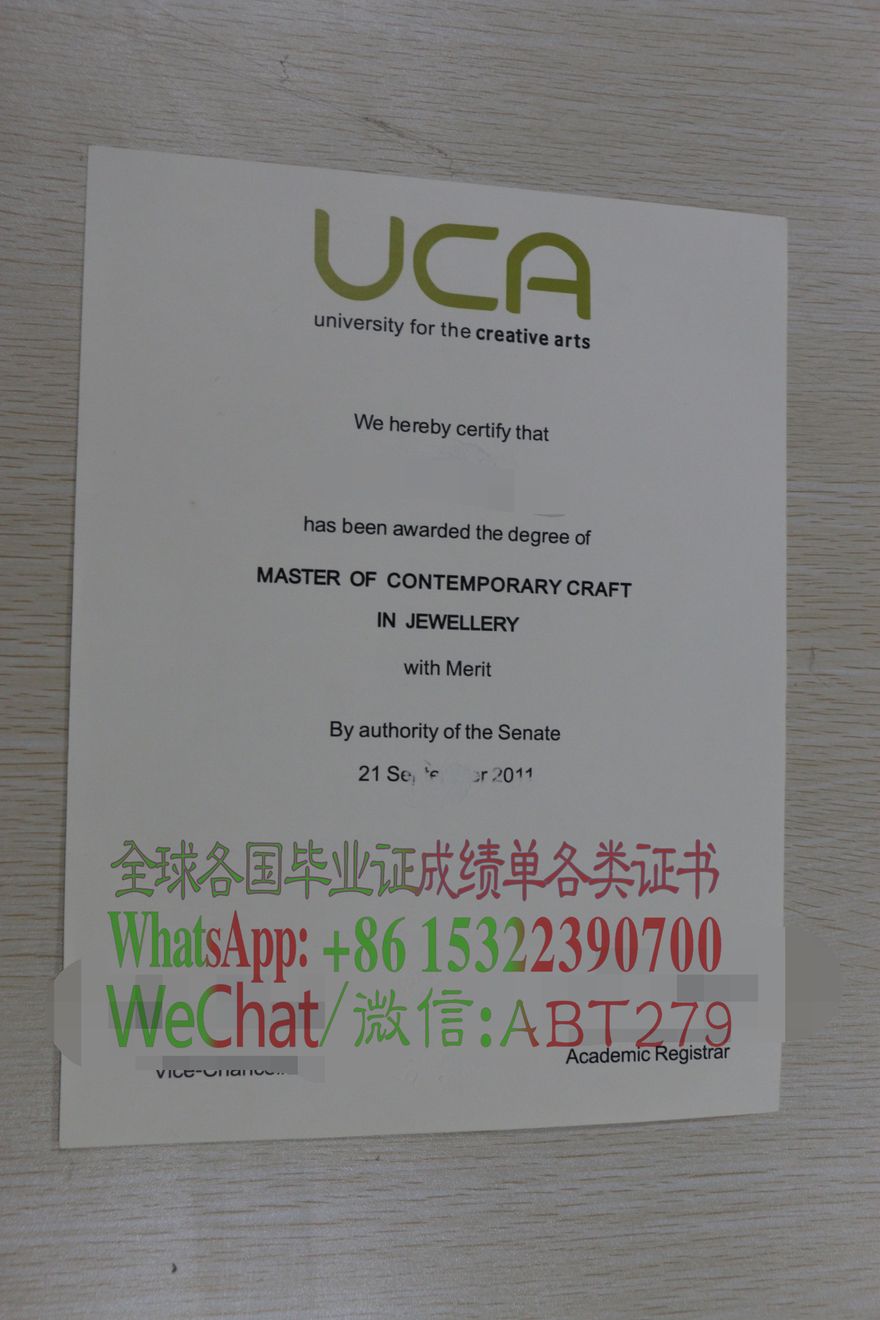 UCA
university for the creative arts
We hereby certify that
has been awarded the degree of
MASTER OF CONTEMPORARY CRAFT
IN JEWELLERY
with Merit
By authority of the Senate
21 2011
全球各国毕业证成绩单各类证书
WhatsApp: +86 15322390700
WeChat/微信:ABT279
Academic Registrar